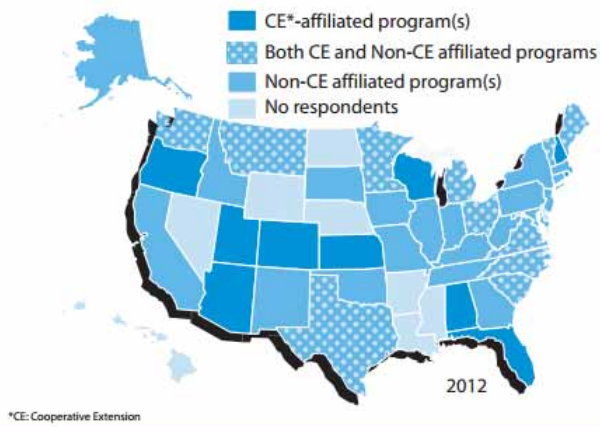 CE*-affiliated program(s)
Both CE and Non-CE affiliated programs
Non-CE affiliated program(s)
No respondents
2012
*CE: Cooperative Extension